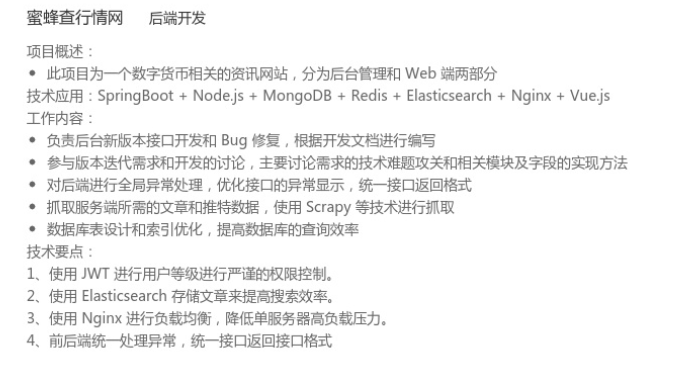 蜜蜂查行情网 后端开发
项目概述：
● 此项目为一个数字货币相关的资讯网站，分为后台管理和 Web 端两部分
技术应用：SpringBoot + Node.js + MongoDB + Redis + Elasticsearch + Nginx + Vue.js
工作内容：
● 负责后台新版本接口开发和 Bug 修复，根据开发文档进行编写
● 参与版本迭代需求和开发的讨论，主要讨论需求的技术难题攻关和相关模块及字段的实现方法
● 对后端进行全局异常处理，优化接口的异常显示，统一接口返回格式
● 抓取服务端所需的文章和推特数据，使用 Scrapy 等技术进行抓取
● 数据库表设计和索引优化，提高数据库的查询效率
技术要点：
1、使用 JWT 进行用户等级进行严谨的权限控制。
2、使用 Elasticsearch 存储文章来提高搜索效率。
3、使用 Nginx 进行负载均衡，降低单服务器高负载压力。
4、前后端统一处理异常，统一接口返回接口格式